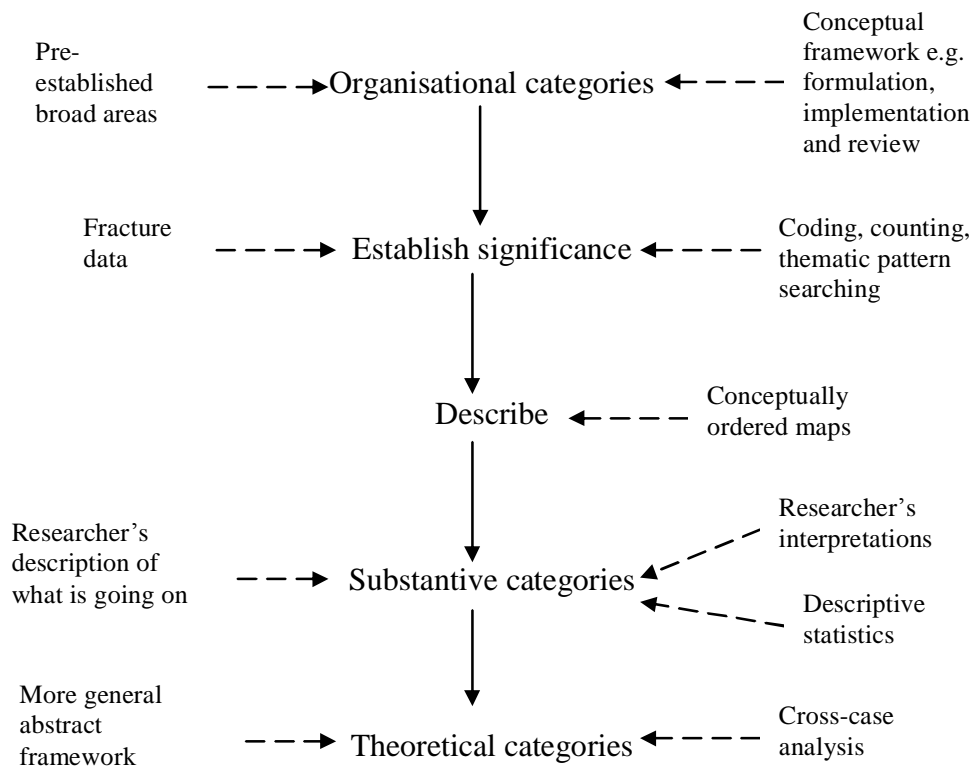 Pre-
established
broad areas
Organisational categories
Conceptual
framework e.g.
formulation,
implementation
and review
Fracture
data
Establish significance
Coding, counting,
thematic pattern
searching
Describe
Conceptually
ordered maps
Researcher’s
description of
what is going on
Substantive categories
Researcher’s
interpretations
Descriptive
statistics
More general
abstract
framework
Theoretical categories
Cross-case
analysis